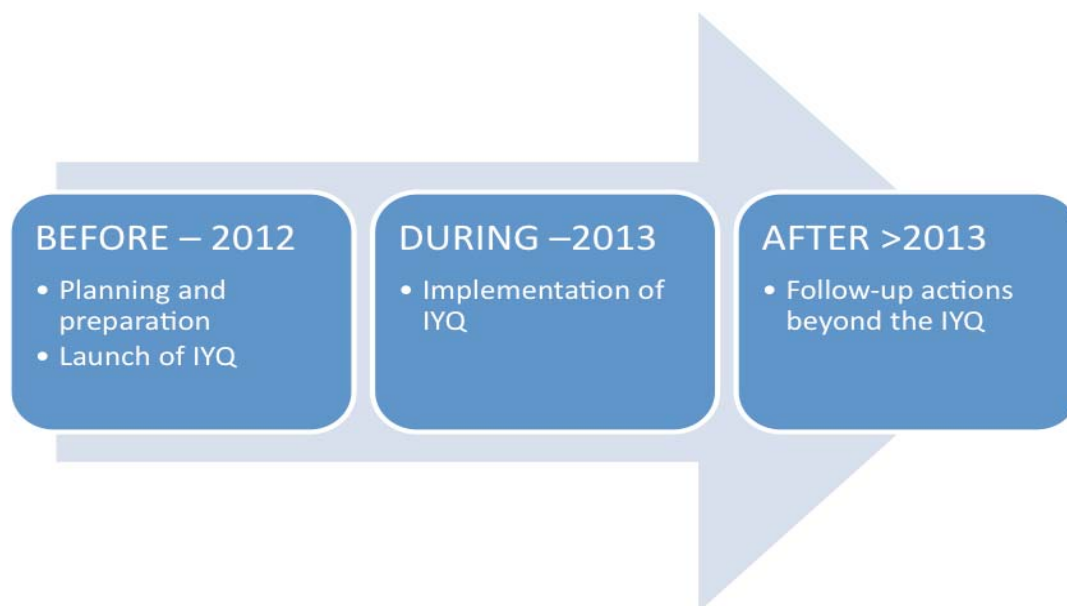 BEFORE – 2012
• Planning and
preparation
• Launch of IYQ
DURING –2013
• Implementation of
IYQ
AFTER >2013
• Follow-up actions
beyond the IYQ